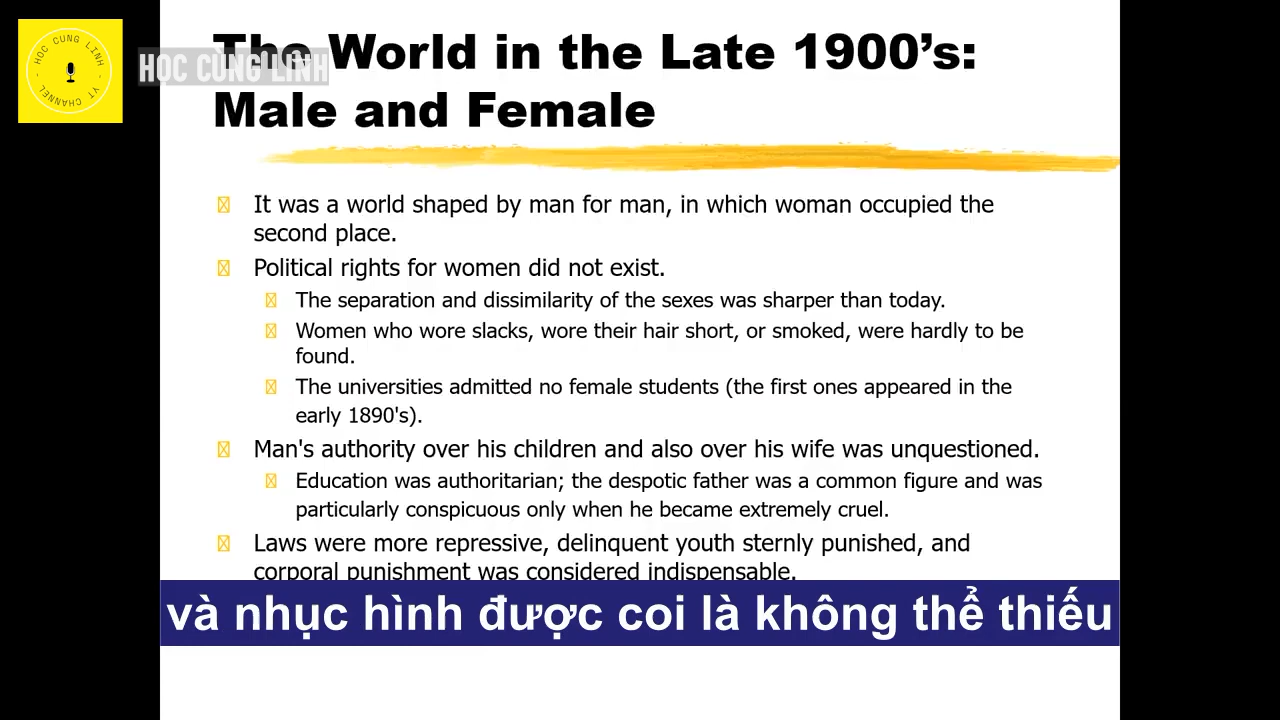 HỌC CÙNG LINH
- HOC CUNG LINH -
YT CHANNEL
The World in the Late 1900’s:
Male and Female
It was a world shaped by man for man, in which woman occupied the
second place.
Political rights for women did not exist.
The separation and dissimilarity of the sexes was sharper than today.
Women who wore slacks, wore their hair short, or smoked, were hardly to be
found.
The universities admitted no female students (the first ones appeared in the
early 1890's).
Man's authority over his children and also over his wife was unquestioned.
Education was authoritarian; the despotic father was a common figure and was
particularly conspicuous only when he became extremely cruel.
Laws were more repressive, delinquent youth sternly punished, and
corporal punishment was considered indispensable.
và nhục hình được coi là không thể thiếu